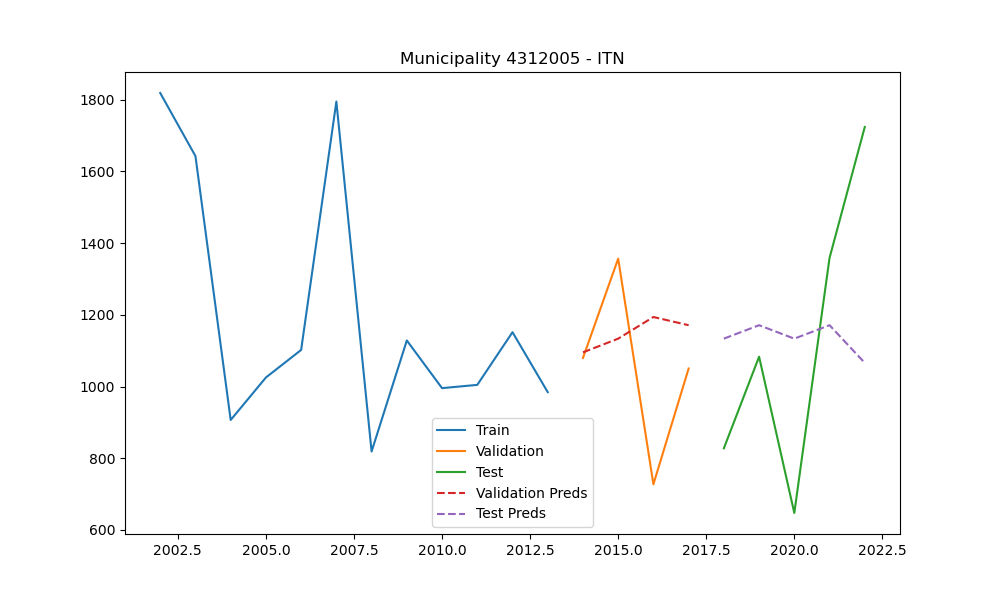 Municipality 4312005 - ITN
1800
1600
1400
1200
1000
800
600
Train
Validation
Test
Validation Preds
Test Preds
2002.5 2005.0 2007.5 2010.0 2012.5 2015.0 2017.5 2020.0 2022.5